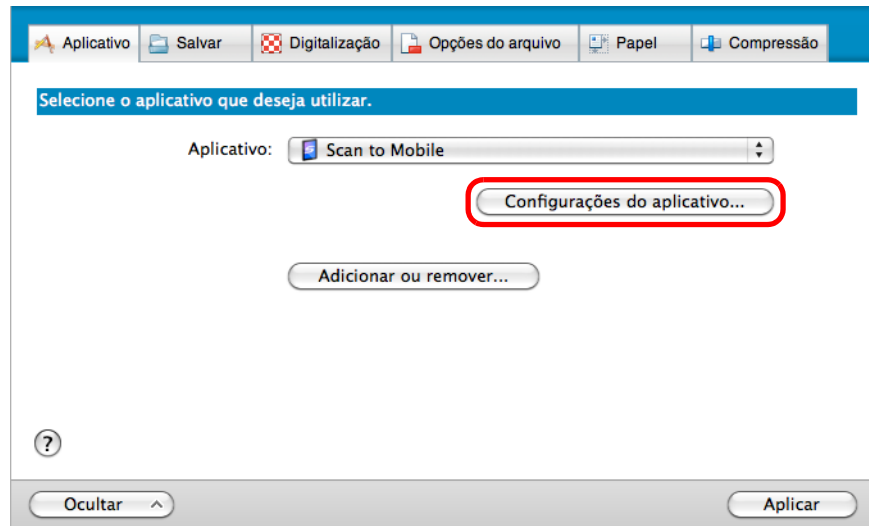 Aplicativo Salvar Digitalização Opções do arquivo Papel Compressão
Selecione o aplicativo que deseja utilizar.
Aplicativo: Scan to Mobile
Configurações do aplicativo...
Adicionar ou remover...
?
Ocultar Aplicar